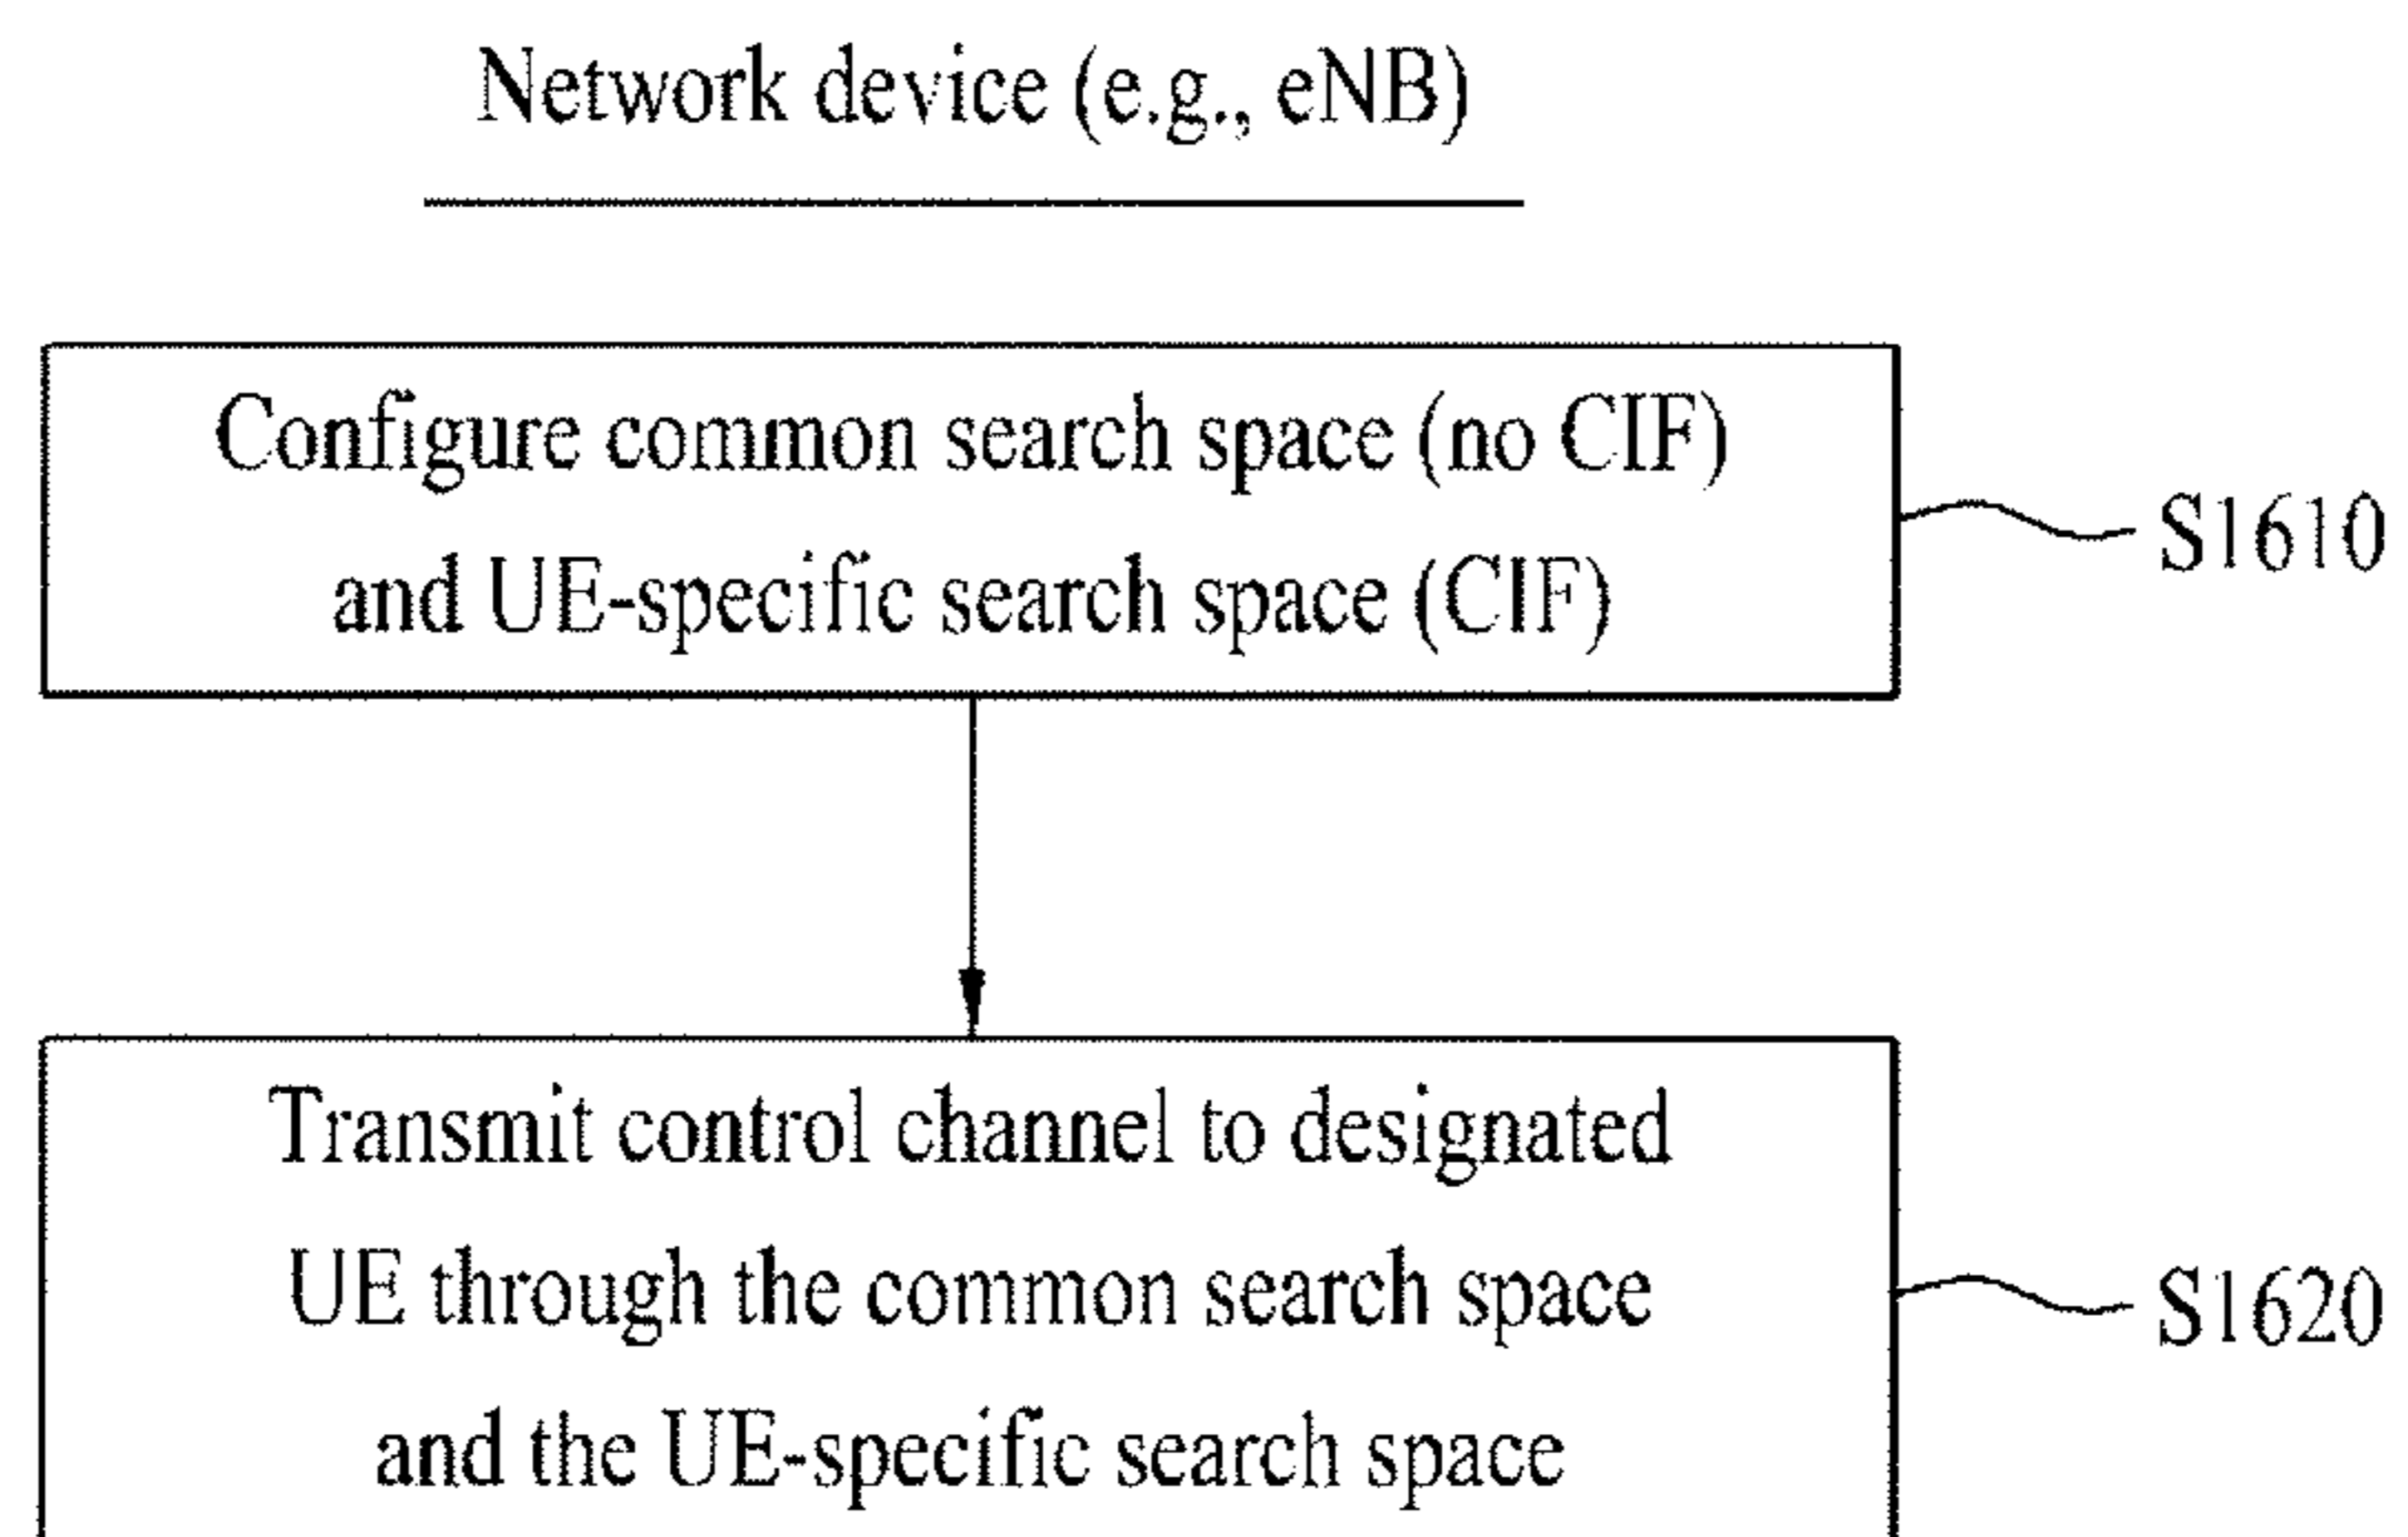 Network device (e.g., eNB)
Configure common search space (no CIF)
and UE-specific search space (CIF)
S1610
Transmit control channel to designated
UE through the common search space
and the UE-specific search space
S1620